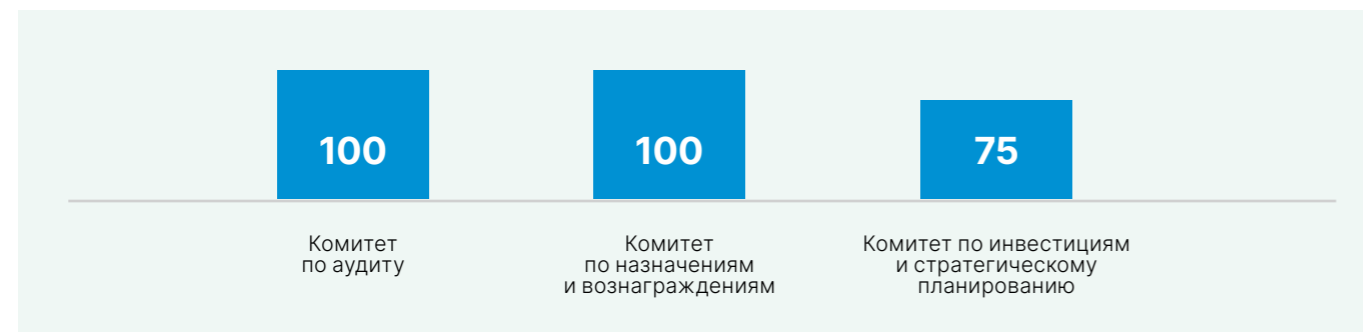 100
100
75
Комитет
по аудиту
Комитет
по назначениям
и вознаграждениям
Комитет по инвестициям
и стратегическому
планированию